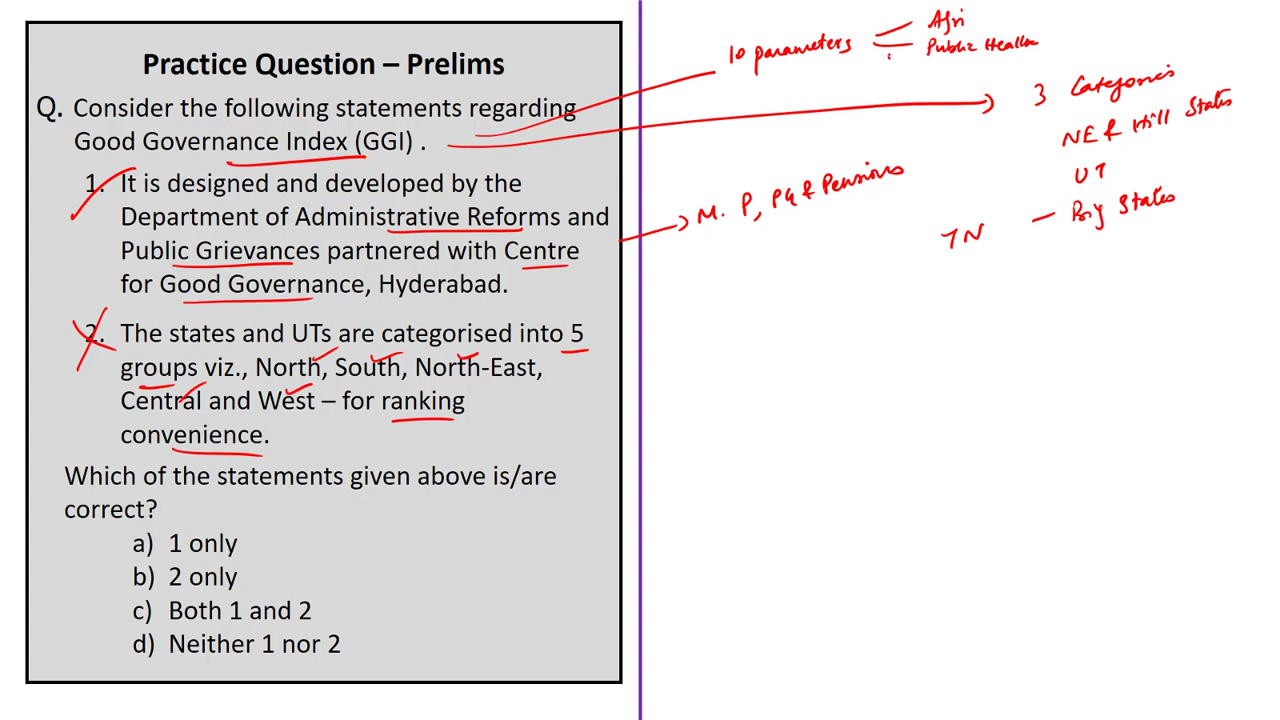 Practice Question – Prelims
Q. Consider the following statements regarding
Good Governance Index (GGI) .
1. It is designed and developed by the
Department of Administrative Reforms and
Public Grievances partnered with Centre
for Good Governance, Hyderabad.
2. The states and UTs are categorised into 5
groups viz., North, South, North-East,
Central and West – for ranking
convenience.
Which of the statements given above is/are
correct?
a) 1 only
b) 2 only
c) Both 1 and 2
d) Neither 1 nor 2
10 parameters
Agri
Public Health
3 Categories
NE & Hill States
UT
TN – Big States
M. P, PG & Pensions